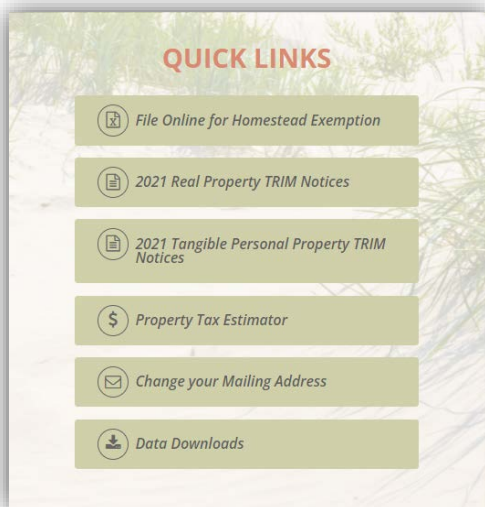 QUICK LINKS
File Online for Homestead Exemption
2021 Real Property TRIM Notices
2021 Tangible Personal Property TRIM
Notices
Property Tax Estimator
Change your Mailing Address
Data Downloads